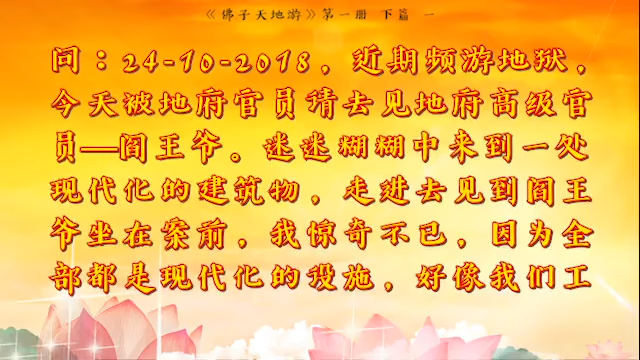 《佛子天地游》第一册 下篇 一
问：24-10-2018，近期频游地狱，
今天被地府官员请去见地府高级官
员—阎王爷。迷迷糊糊中来到一处
现代化的建筑物，走进去见到阎王
爷坐在案前，我惊奇不已，因为全
部都是现代化的设施，好像我们工